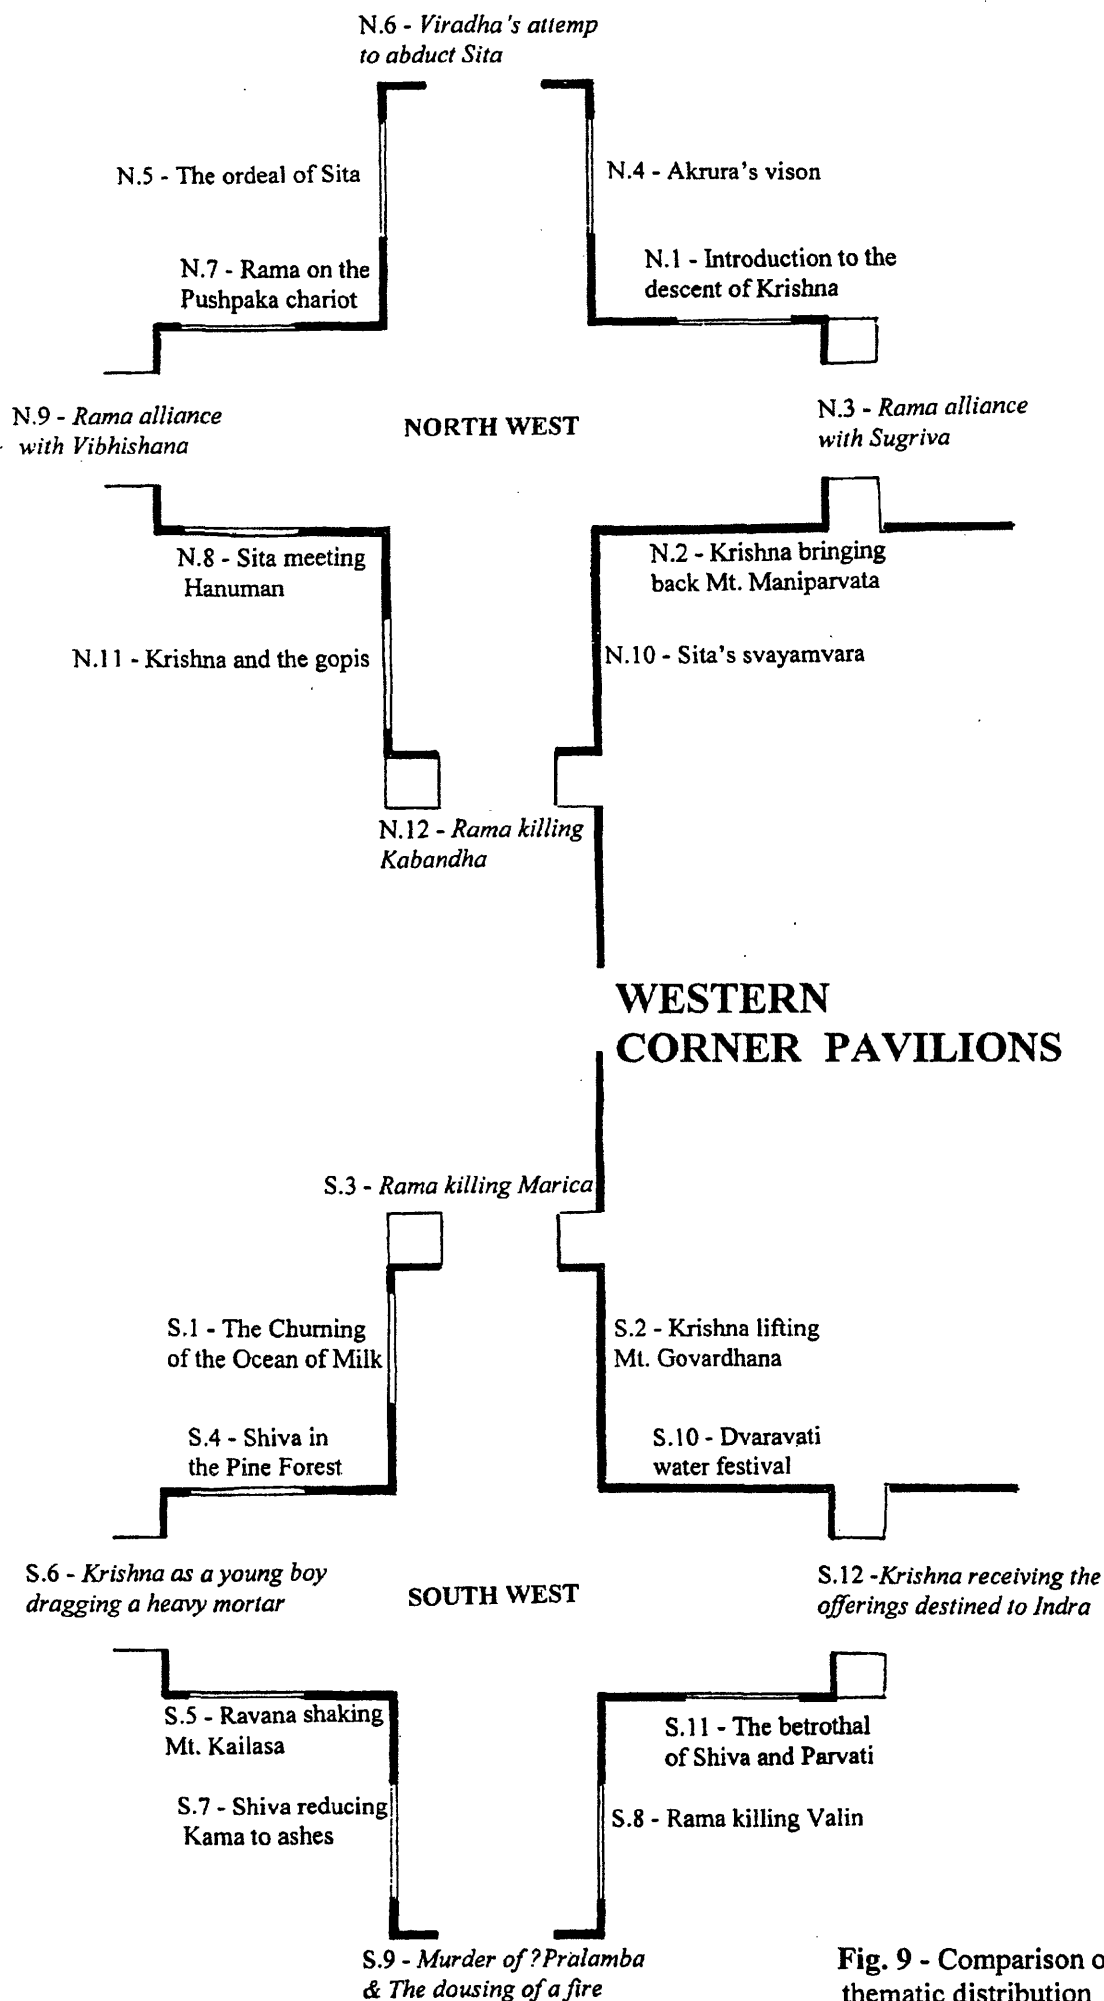 N.6 - Viradha's attemp
to abduct Sita
N.5 - The ordeal of Sita
N.4 - Akrura's vison
N.7 - Rama on the
Pushpaka chariot
N.1 - Introduction to the
descent of Krishna
N.9 - Rama alliance
with Vibhishana
NORTH WEST
N.3 - Rama alliance
with Sugriva
N.8 - Sita meeting
Hanuman
N.2 - Krishna bringing
back Mt. Maniparvata
N.11 - Krishna and the gopis
N.10 - Sita's svayamvara
N.12 - Rama killing
Kabandha
WESTERN
CORNER PAVILIONS
S.3 - Rama killing Marica
S.1 - The Churning
of the Ocean of Milk
S.2 - Krishna lifting
Mt. Govardhana
S.4 - Shiva in
the Pine Forest
S.10 - Dvaravati
water festival
S.6 - Krishna as a young boy
dragging a heavy mortar
SOUTH WEST
S.12 -Krishna receiving the
offerings destined to Indra
S.5 - Ravana shaking
Mt. Kailasa
S.11 - The betrothal
of Shiva and Parvati
S.7 - Shiva reducing
Kama to ashes
S.8 - Rama killing Valin
S.9 - Murder of ?Pralamba
& The dousing of a fire
Fig. 9 - Comparison o
thematic distribution